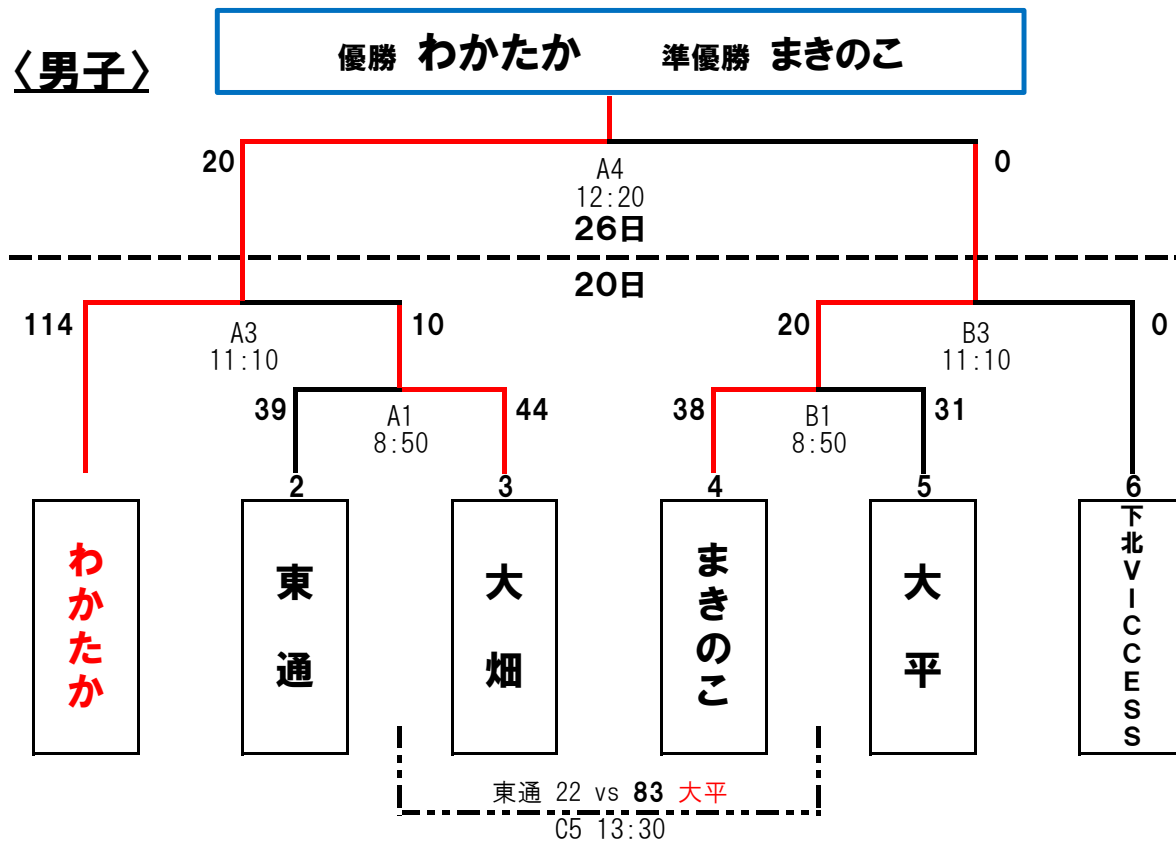 〈男子〉
優勝 わかたか 準優勝 まきのこ
20 0
A4
12:20
26日
20日
114 10 20 0
A3 B3
11:10 11:10
39 44 38 31
A1 B1
8:50 8:50
2 3 4 5 6
わかたか
東通
大畑
まきのこ
大平
下北VICCESS
東通 22 vs 83 大平
C5 13:30